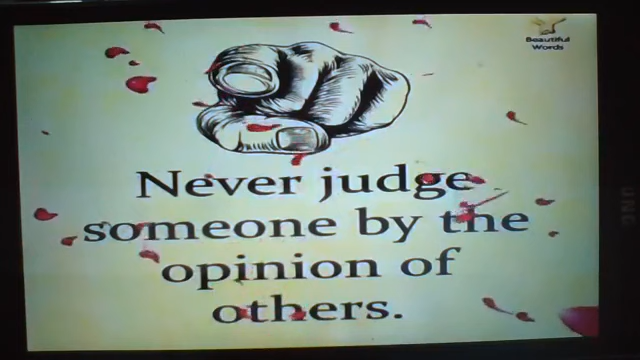 Beautiful
Words
Never judge
someone by the
opinion of
others.